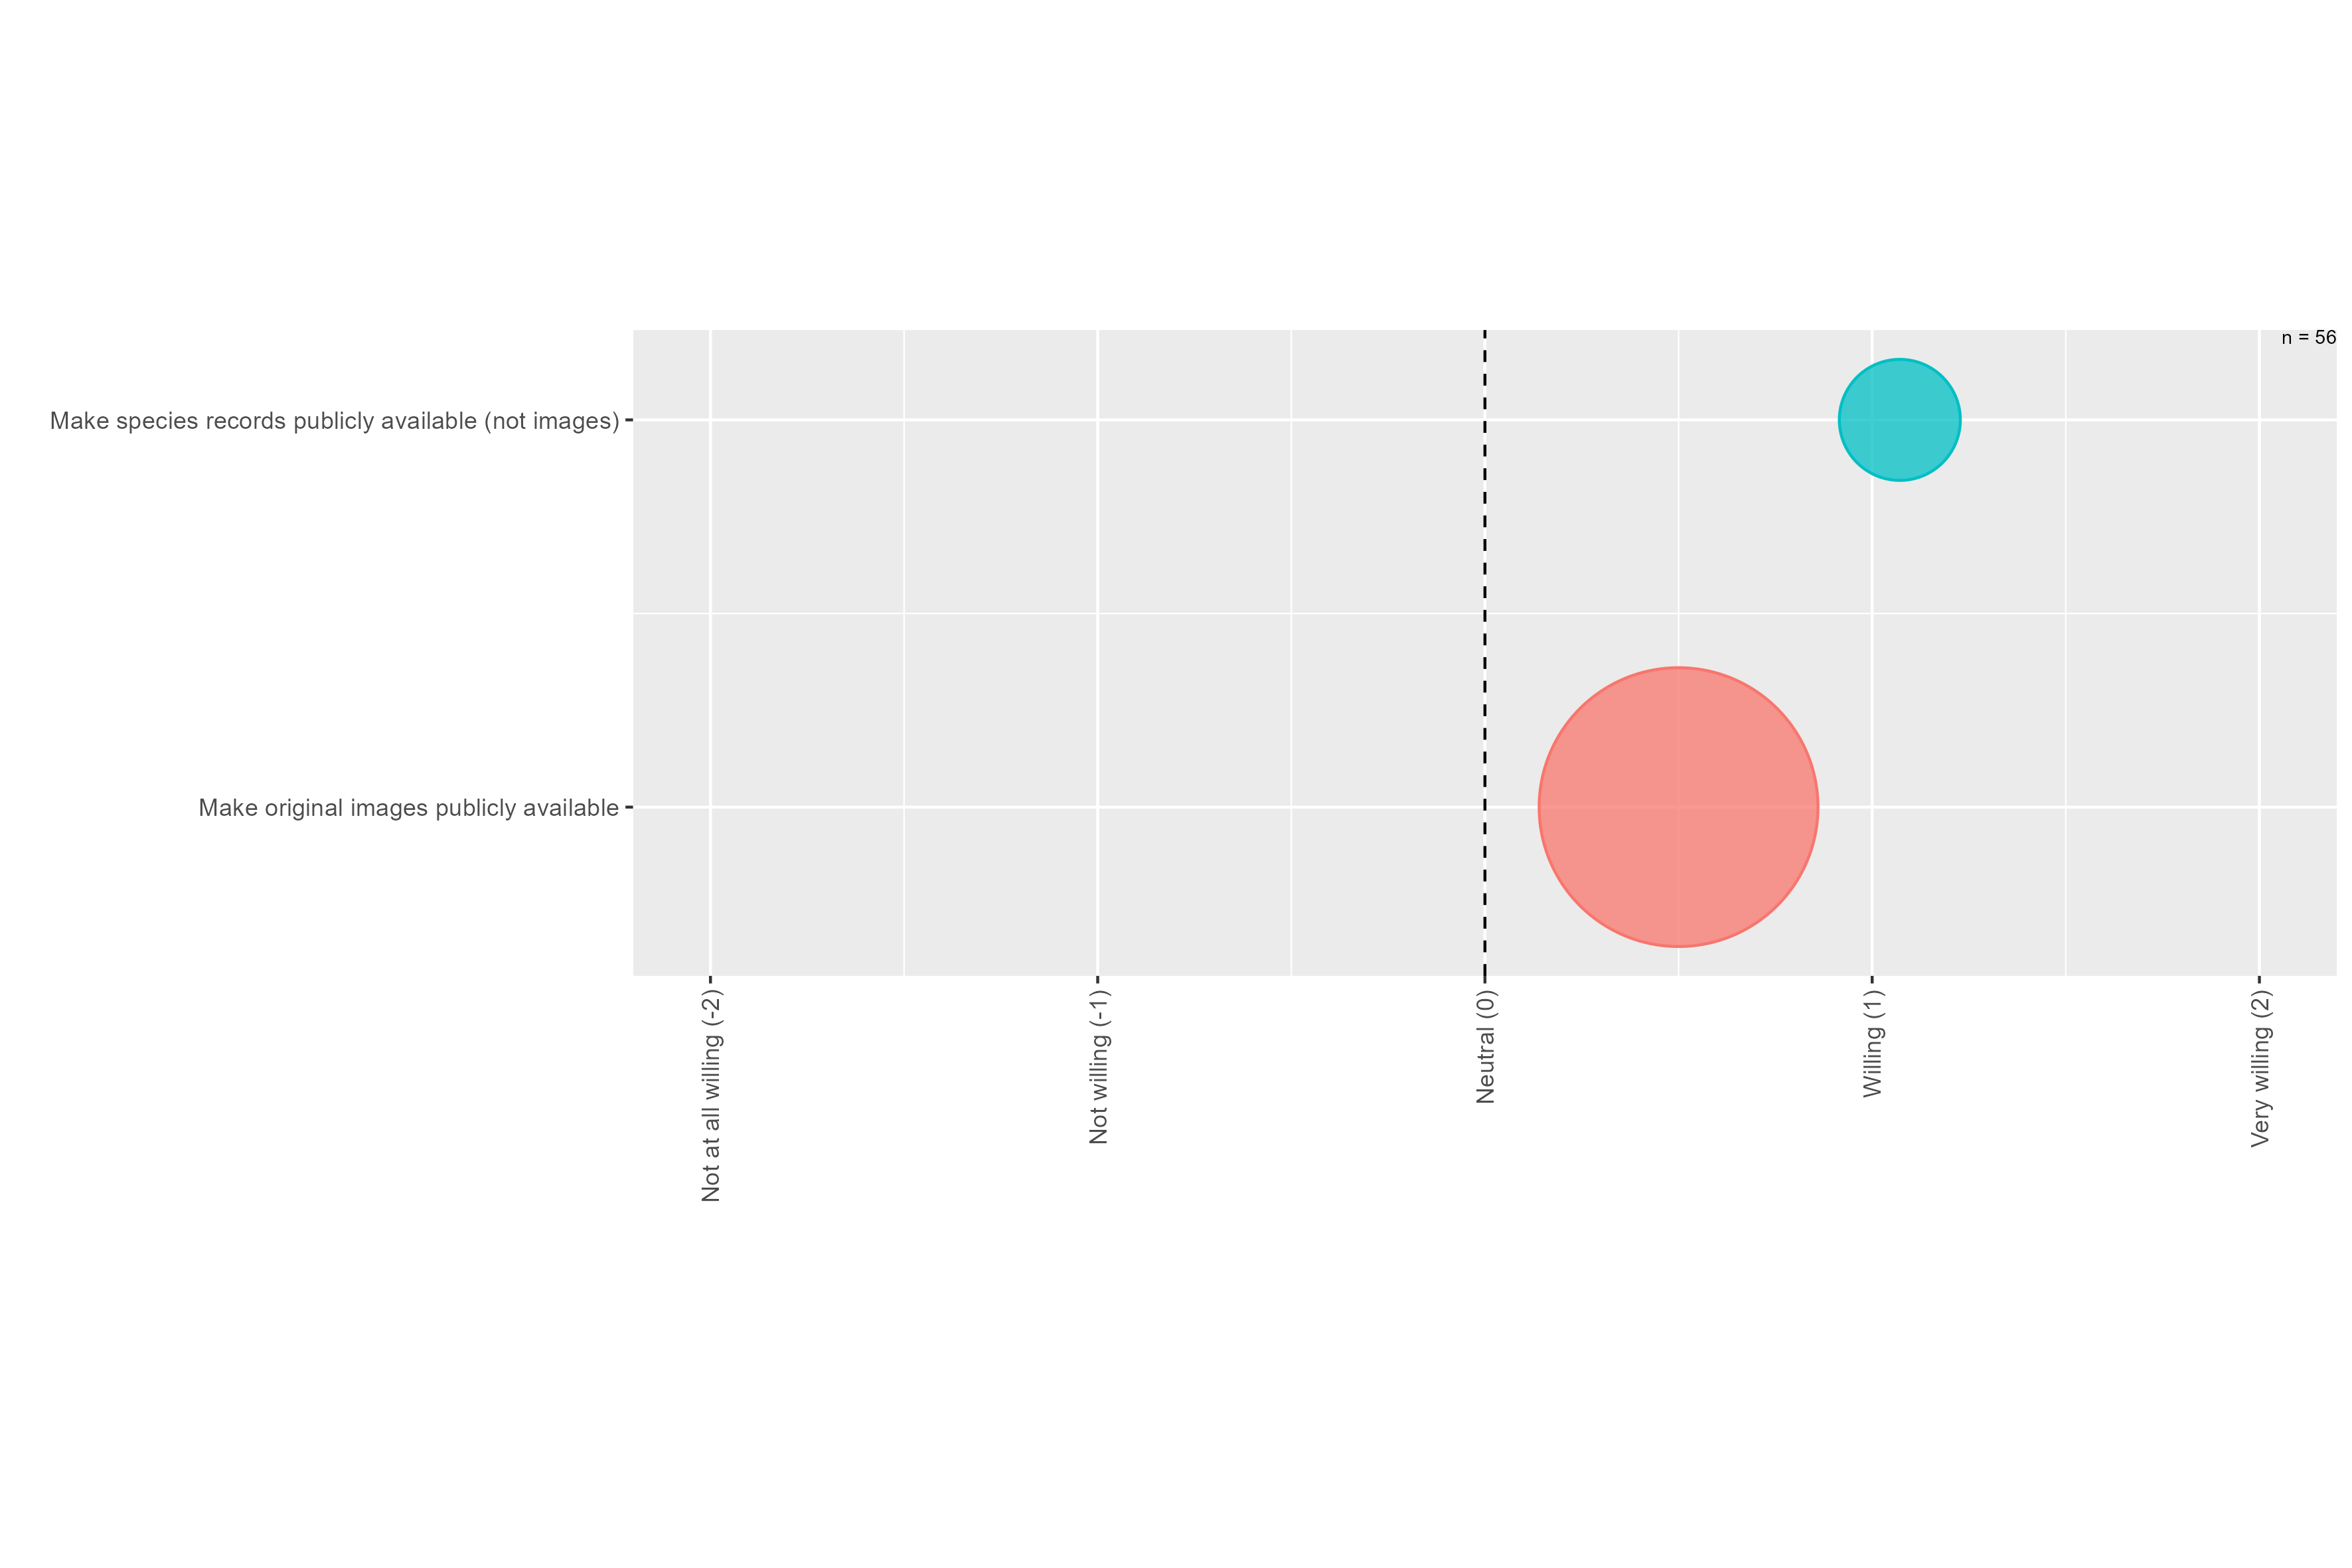 n = 56
Make species records publicly available (not images)
Make original images publicly available
Not at all willing (-2)
Not willing (-1)
Neutral (0)
Willing (1)
Very willing (2)